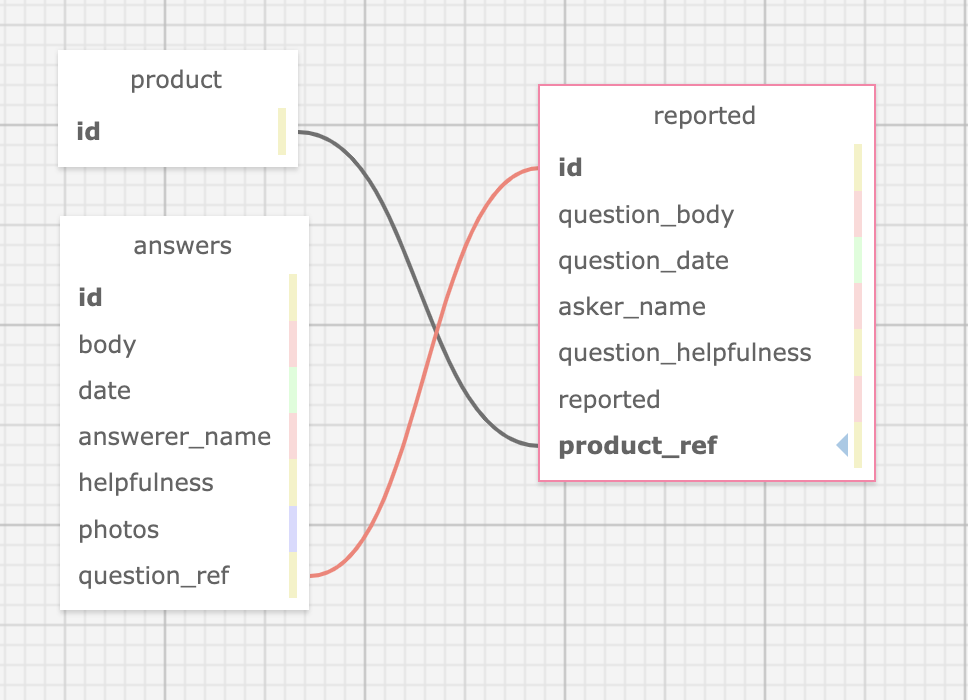 product
id
answers
id
body
date
answerer_name
helpfulness
photos
question_ref
reported
id
question_body
question_date
asker_name
question_helpfulness
reported
product_ref